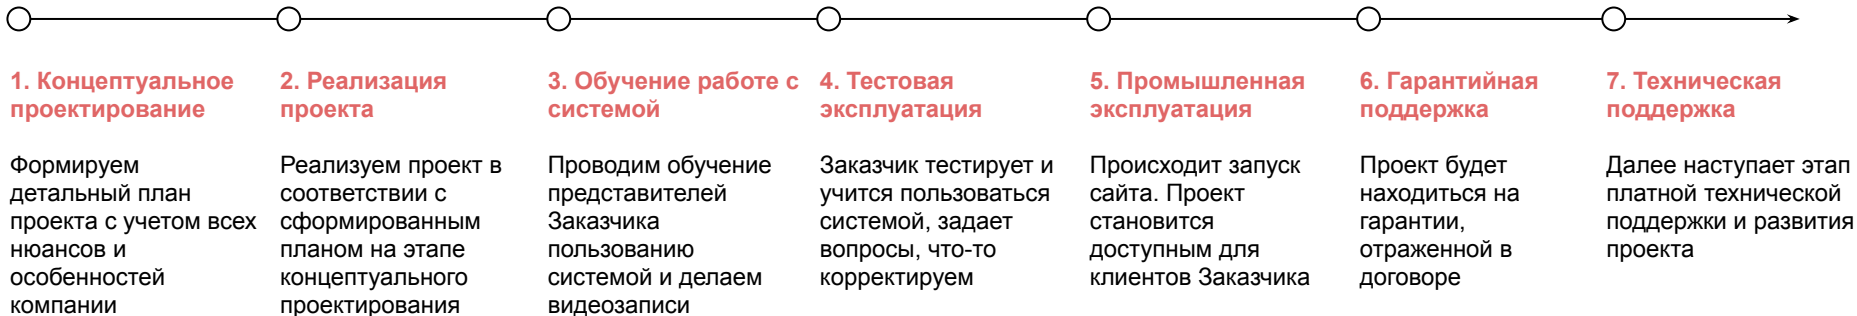 1. Концептуальное
проектирование
Формируем
детальный план
проекта с учетом всех
нюансов и
особенностей
компании
2. Реализация
проекта
Реализуем проект в
соответствии с
сформированным
планом на этапе
концептуального
проектирования
3. Обучение работе с
системой
Проводим обучение
представителей
Заказчика
пользованию
системой и делаем
видеозаписи
4. Тестовая
эксплуатация
Заказчик тестирует и
учится пользоваться
системой, задает
вопросы, что-то
корректируем
5. Промышленная
эксплуатация
Происходит запуск
сайта. Проект
становится
доступным для
клиентов Заказчика
6. Гарантийная
поддержка
Проект будет
находиться на
гарантии,
отраженной в
договоре
7. Техническая
поддержка
Далее наступает этап
платной технической
поддержки и развития
проекта